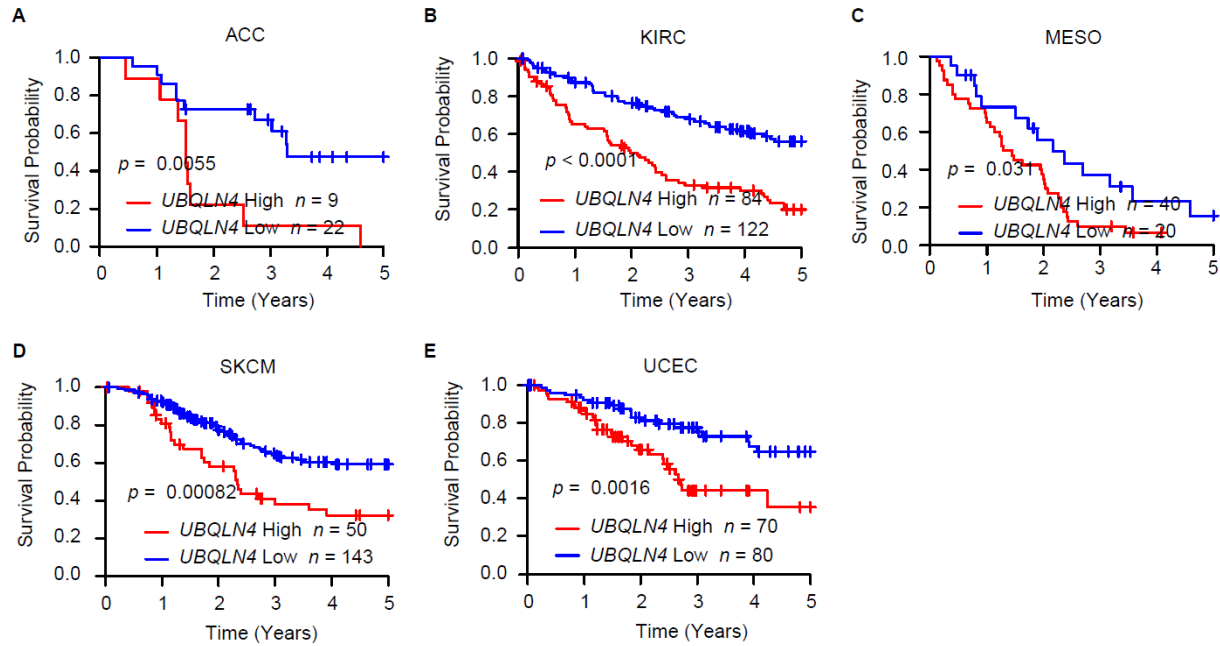 A
ACC
Survival Probability
1.0
0.8
0.6
0.4
0.2
0.0
p = 0.0055
UBQLN4 High n = 9
UBQLN4 Low n = 22
0 1 2 3 4 5
Time (Years)
B
KIRC
Survival Probability
1.0
0.8
0.6
0.4
0.2
0.0
p < 0.0001
UBQLN4 High n = 84
UBQLN4 Low n = 122
0 1 2 3 4 5
Time (Years)
C
MESO
Survival Probability
1.0
0.8
0.6
0.4
0.2
0.0
p = 0.031
UBQLN4 High n = 40
UBQLN4 Low n = 20
0 1 2 3 4 5
Time (Years)
D
SKCM
Survival Probability
1.0
0.8
0.6
0.4
0.2
0.0
p = 0.00082
UBQLN4 High n = 50
UBQLN4 Low n = 143
0 1 2 3 4 5
Time (Years)
E
UCEC
Survival Probability
1.0
0.8
0.6
0.4
0.2
0.0
p = 0.0016
UBQLN4 High n = 70
UBQLN4 Low n = 80
0 1 2 3 4 5
Time (Years)